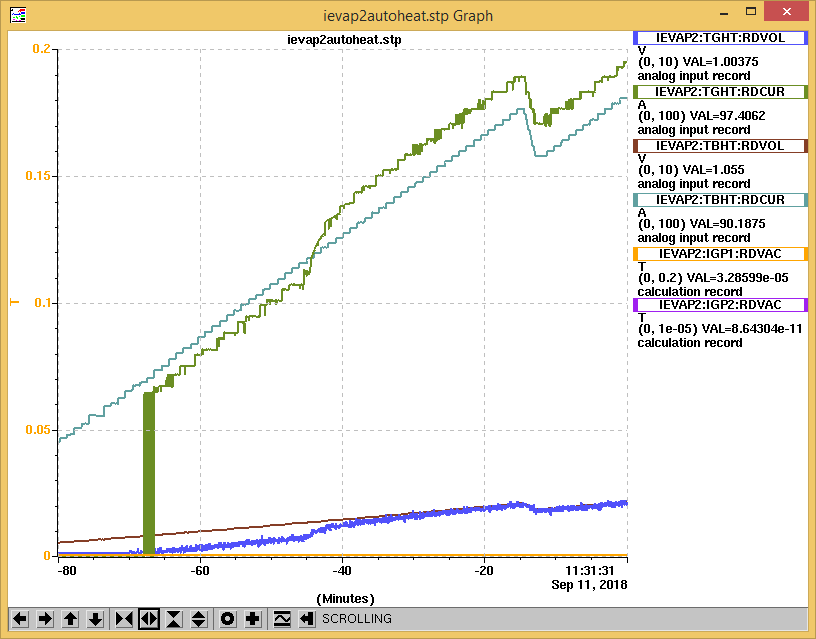 ievap2autoheat.stp Graph
ievap2autoheat.stp
0.2
0.15
0.1
0.05
0
T
-80
-60
-40
-20
11:31:31
Sep 11, 2018
(Minutes)
IEVAP2:TGHT:RDVOL
V
(0, 10) VAL=1.00375
analog input record
IEVAP2:TGHT:RDCUR
A
(0, 100) VAL=97.4062
analog input record
IEVAP2:TBHT:RDVOL
V
(0, 10) VAL=1.055
analog input record
IEVAP2:TBHT:RDCUR
A
(0, 100) VAL=90.1875
analog input record
IEVAP2:IGP1:RDVAC
T
(0, 0.2) VAL=3.28599e-05
calculation record
IEVAP2:IGP2:RDVAC
T
(0, 1e-05) VAL=8.64304e-11
calculation record
SCROLLING